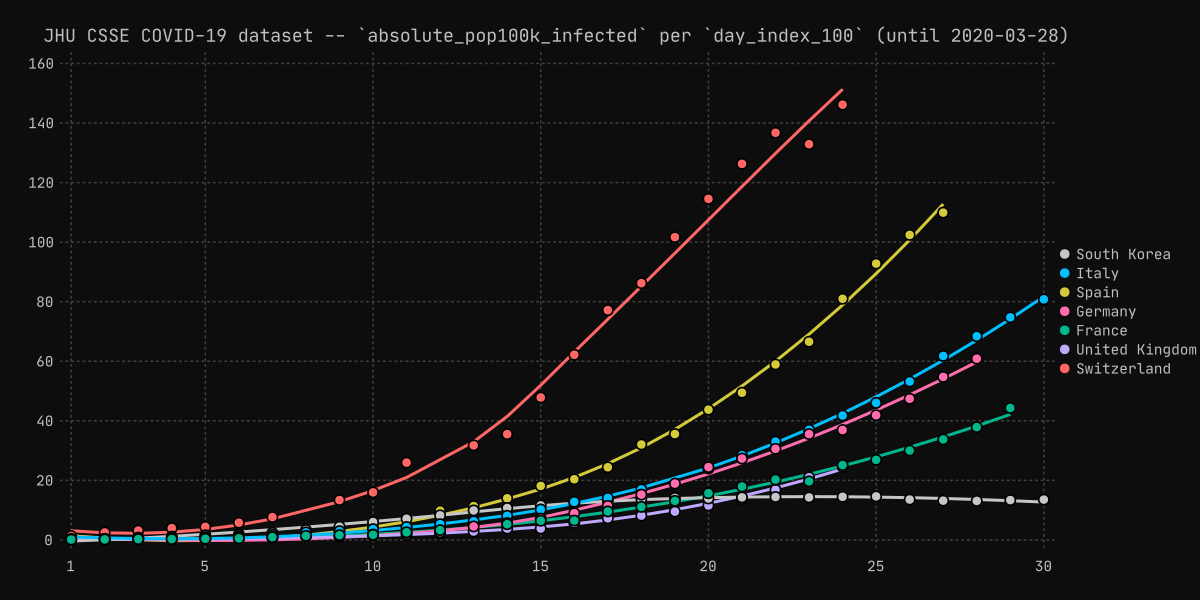 JHU CSSE COVID-19 dataset -- `absolute_pop100k_infected` per `day_index_100` (until 2020-03-28)
160
140
120
100
80
60
40
20
0
1 5 10 15 20 25 30
South Korea
Italy
Spain
Germany
France
United Kingdom
Switzerland